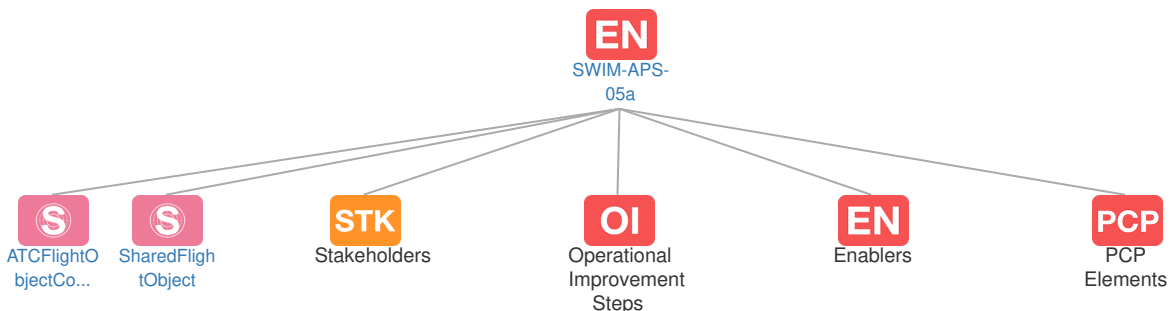 EN
SWIM-APS-
05a
S
S
STK
OI
EN
PCP
ATCFlightO
bjectCo...
SharedFligh
tObject
Stakeholders
Operational
Improvement
Steps
Enablers
PCP
Elements